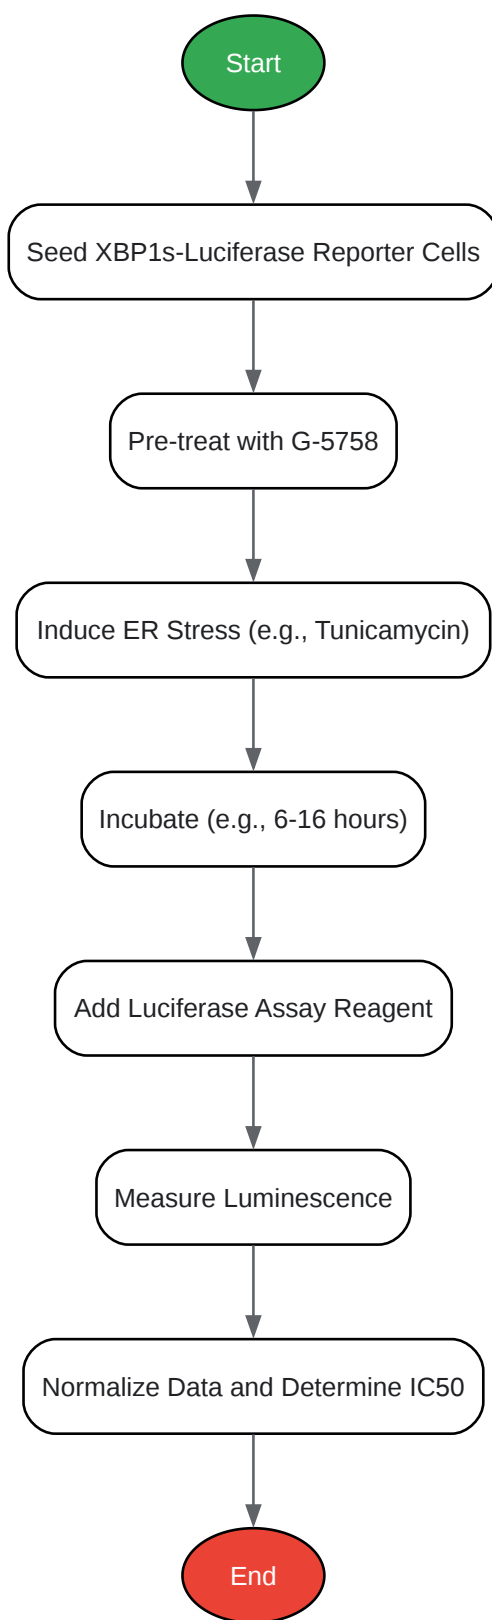 Start
Seed XBP1s-Luciferase Reporter Cells
Pre-treat with G-5758
Induce ER Stress (e.g., Tunicamycin)
Incubate (e.g., 6-16 hours)
Add Luciferase Assay Reagent
Measure Luminescence
Normalize Data and Determine IC50
End